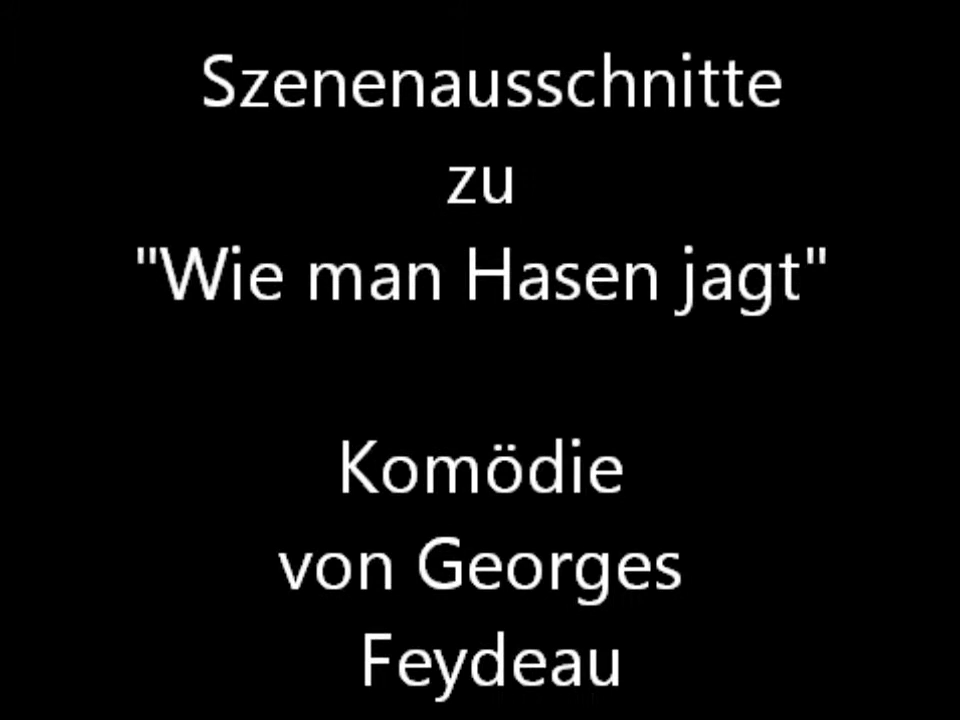 Szenenausschnitte
zu
"Wie man Hasen jagt"
Komödie
von Georges
Feydeau